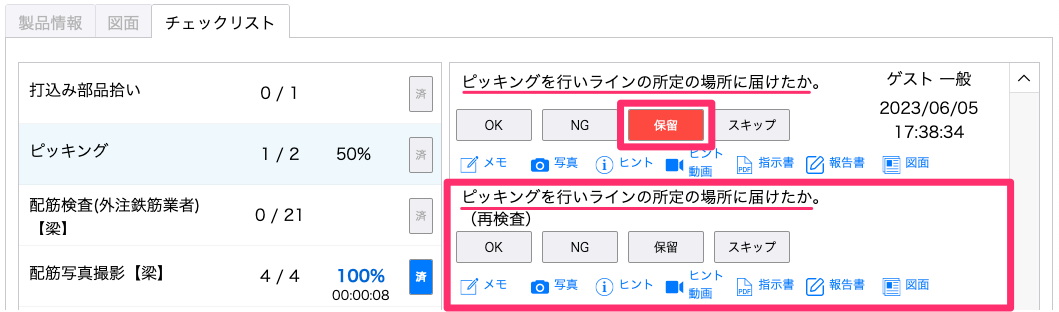 製品情報 図面 チェックリスト
打込み部品拾い 0 / 1 済
ピッキング 1 / 2 50% 済
配筋検査(外注鉄筋業者)
【梁】 0 / 21 済
配筋写真撮影【梁】 4 / 4 100% 済
00:00:08
ピッキングを行いラインの所定の場所に届けたか。
ゲスト 一般
2023/06/05
17:38:34
OK NG 保留 スキップ
メモ 写真 ヒント ヒント動画 指示書 報告書 図面
ピッキングを行いラインの所定の場所に届けたか。
（再検査）
OK NG 保留 スキップ
メモ 写真 ヒント ヒント動画 指示書 報告書 図面